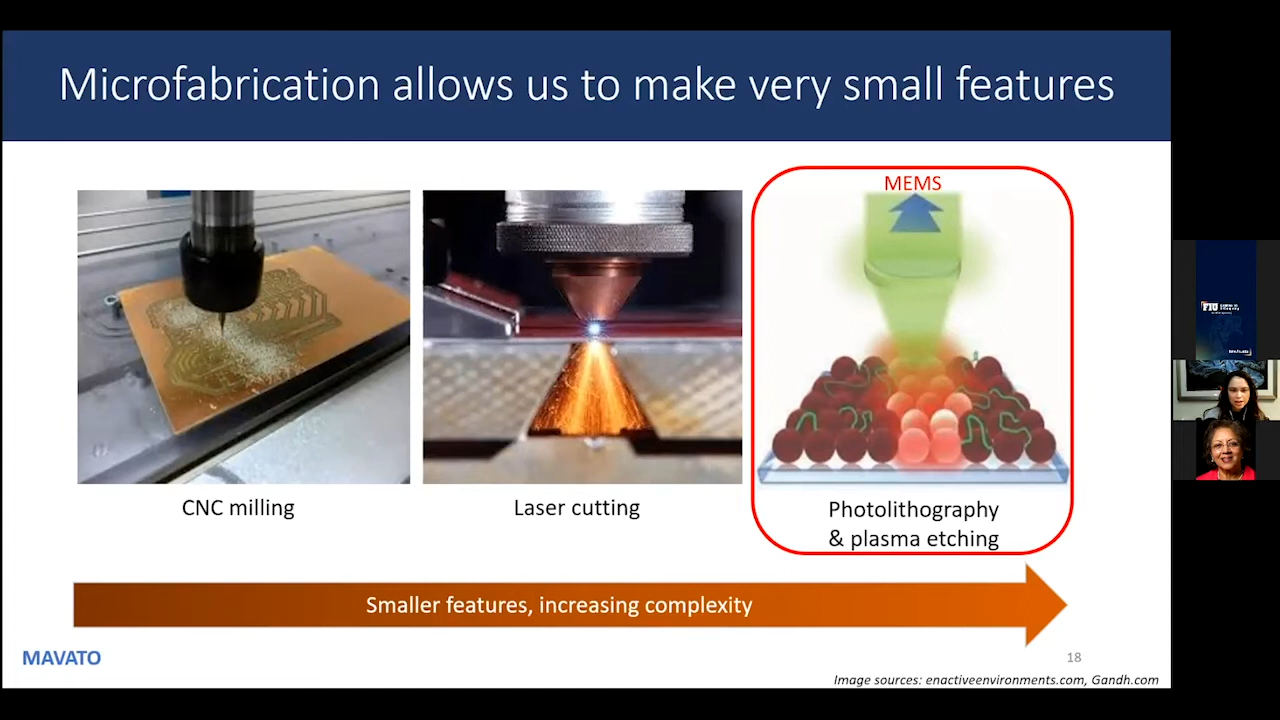 Microfabrication allows us to make very small features
MEMS
CNC milling
Laser cutting
Photolithography
& plasma etching
Smaller features, increasing complexity
MAVATO
18
Image sources: enactiveenvironments.com, Gandh.com
FIU